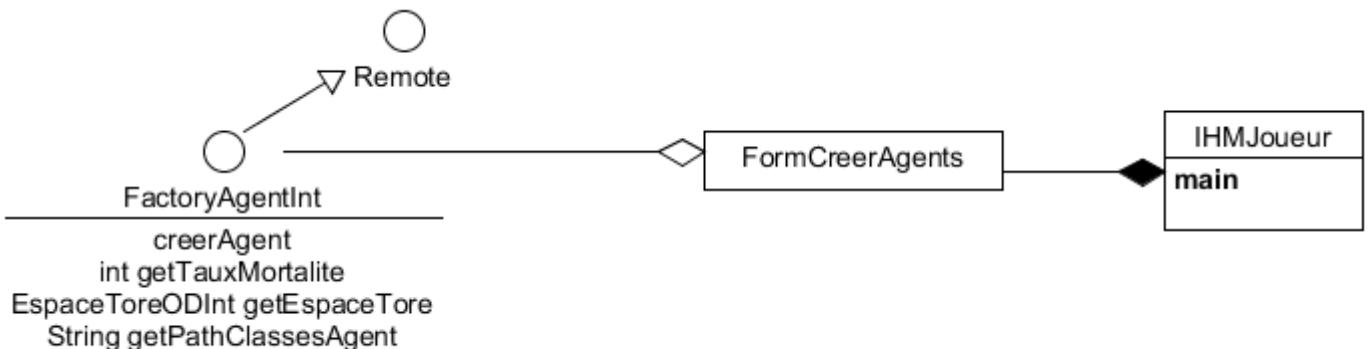 Remote
FactoryAgentInt
creerAgent
int getTauxMortalite
EspaceToreODInt getEspaceTore
String getPathClassesAgent
FormCreerAgents
IHMJoueur
main